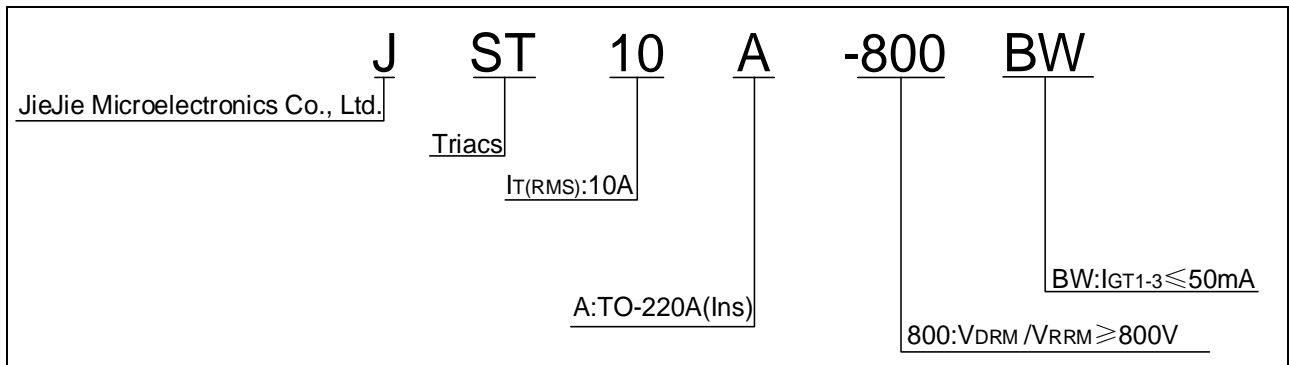 J ST 10 A -800 BW
JieJie Microelectronics Co., Ltd.
Triacs
IT(RMS):10A
BW:IGT1-3≤50mA
A:TO-220A(Ins)
800:VDRM /VRRM≥800V